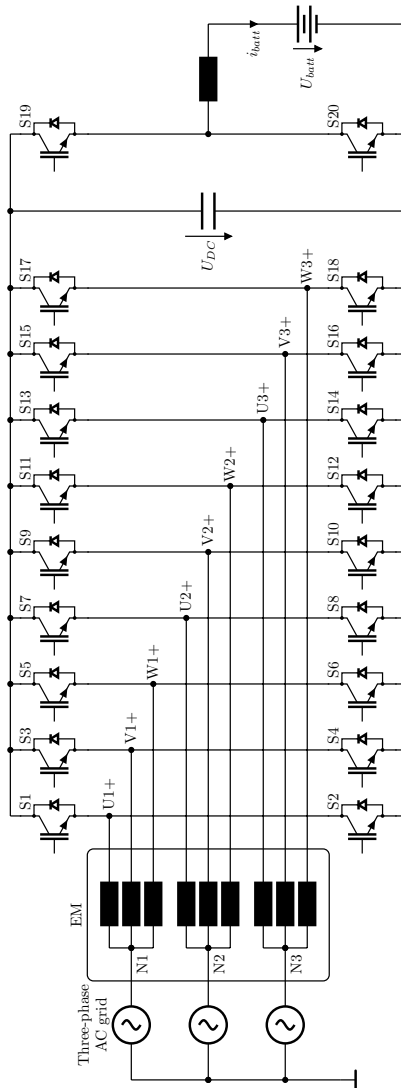 S19
S20
i_batt
U_batt
U_DC
S17
S18
W3+
S15
S16
V3+
S13
S14
U3+
S11
S12
W2+
S9
S10
V2+
S7
S8
U2+
S5
S6
W1+
S3
S4
V1+
S1
S2
U1+
EM
N1
N2
N3
Three-phase
AC grid